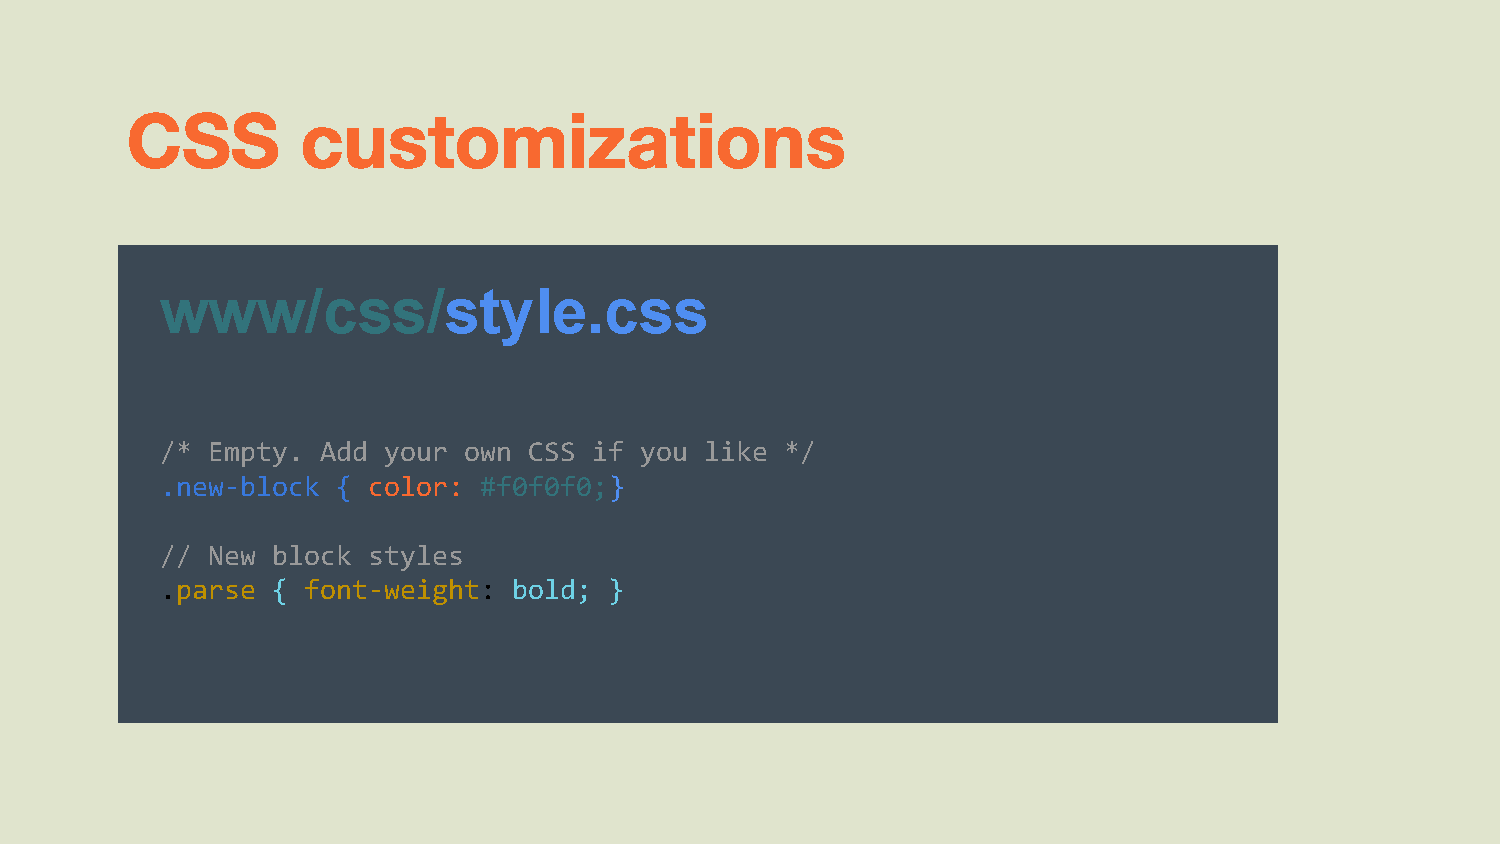 CSS customizations
www/css/style.css
/* Empty. Add your own CSS if you like */
.new-block { color: #f0f0f0;}
// New block styles
.parse { font-weight: bold; }